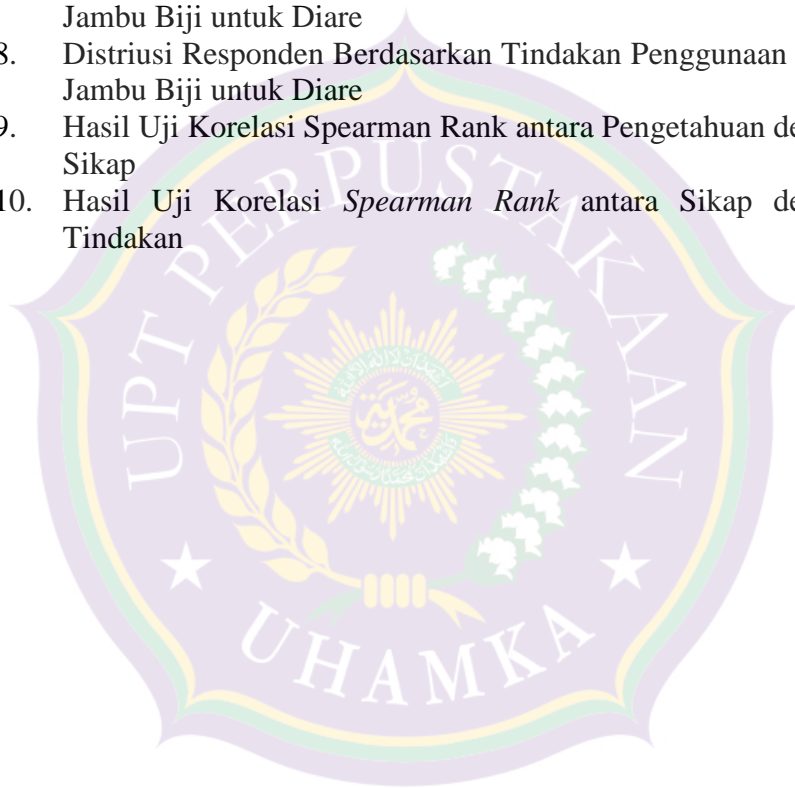 Jambu Biji untuk Diare
8. Distriusi Responden Berdasarkan Tindakan Penggunaan
Jambu Biji untuk Diare
9. Hasil Uji Korelasi Spearman Rank antara Pengetahuan de
Sikap
10. Hasil Uji Korelasi Spearman Rank antara Sikap de
Tindakan
UPT PERPUSTAKAAN
UHAMKA
محمدية